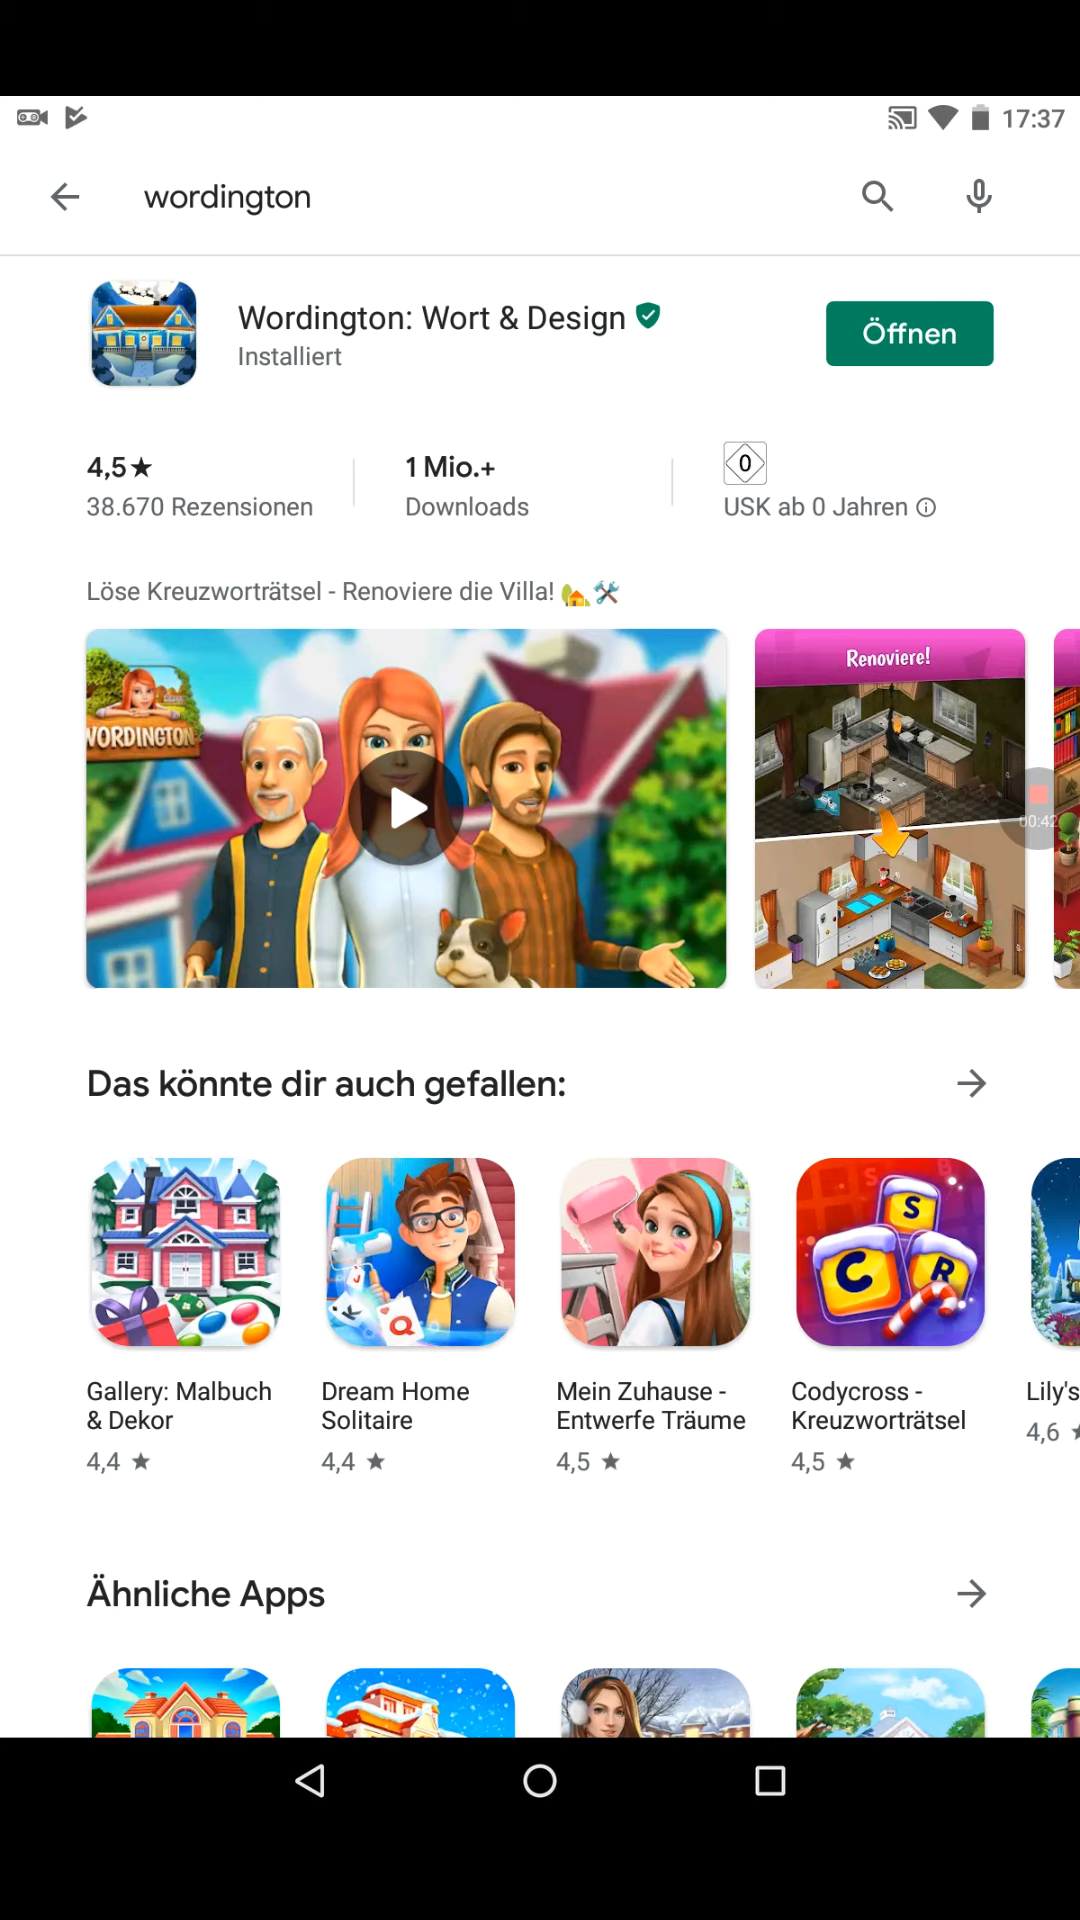 17:37
wordington
Wordington: Wort & Design
Installiert
Öffnen
4,5★
38.670 Rezensionen
1 Mio.+
Downloads
0
USK ab 0 Jahren
Löse Kreuzworträtsel - Renoviere die Villa! 🏡🛠
WORDINGTON
Renoviere!
00:42
Das könnte dir auch gefallen:
J
K
Q
S
C
R
Gallery: Malbuch
& Dekor
4,4 ★
Dream Home
Solitaire
4,4 ★
Mein Zuhause -
Entwerfe Träume
4,5 ★
Codycross -
Kreuzworträtsel
4,5 ★
Lily's
4,6 ★
Ähnliche Apps